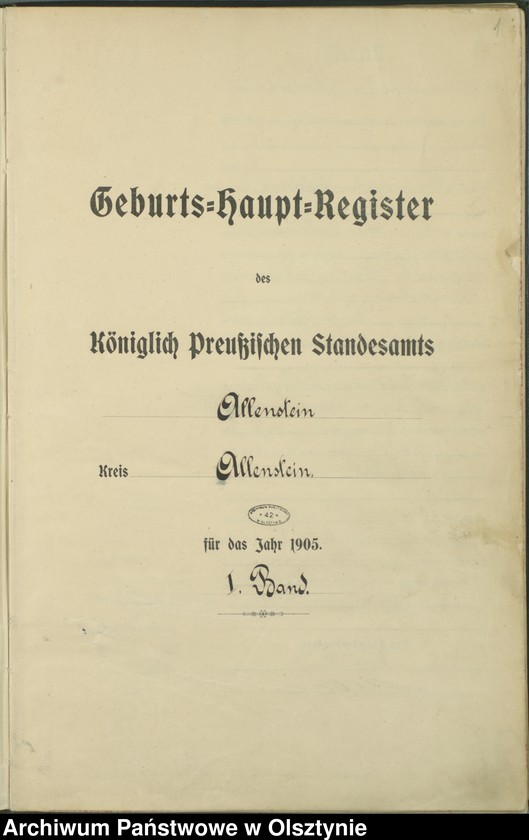 1
Geburts-Haupt-Register
des
Königlich Preußischen Standesamts
Allenstein
Kreis Allenstein.
42
für das Jahr 1905.
1. Band.
Archiwum Państwowe w Olsztynie